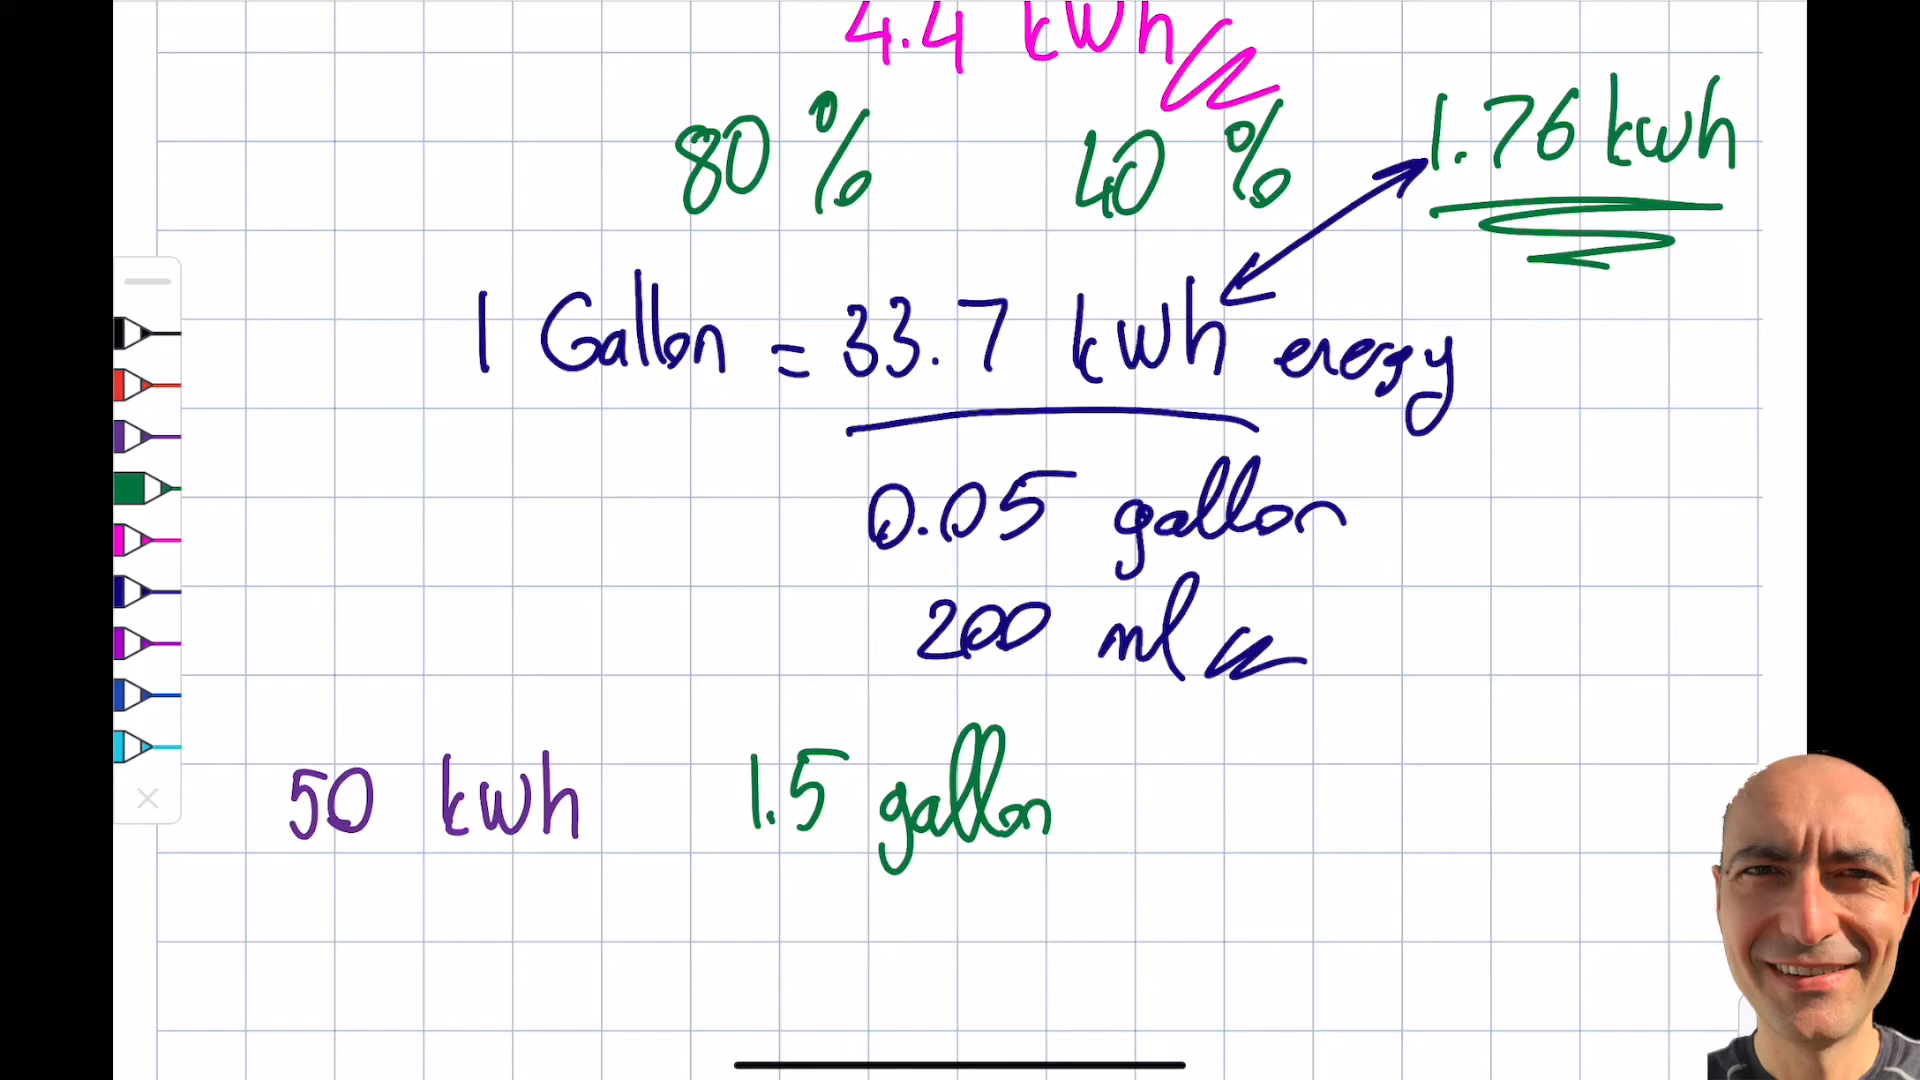 4.4 kWh
80 % 40 % 1.76 kwh
1 Gallon = 33.7 kWh energy
0.05 gallon
200 ml
50 kwh 1.5 gallon